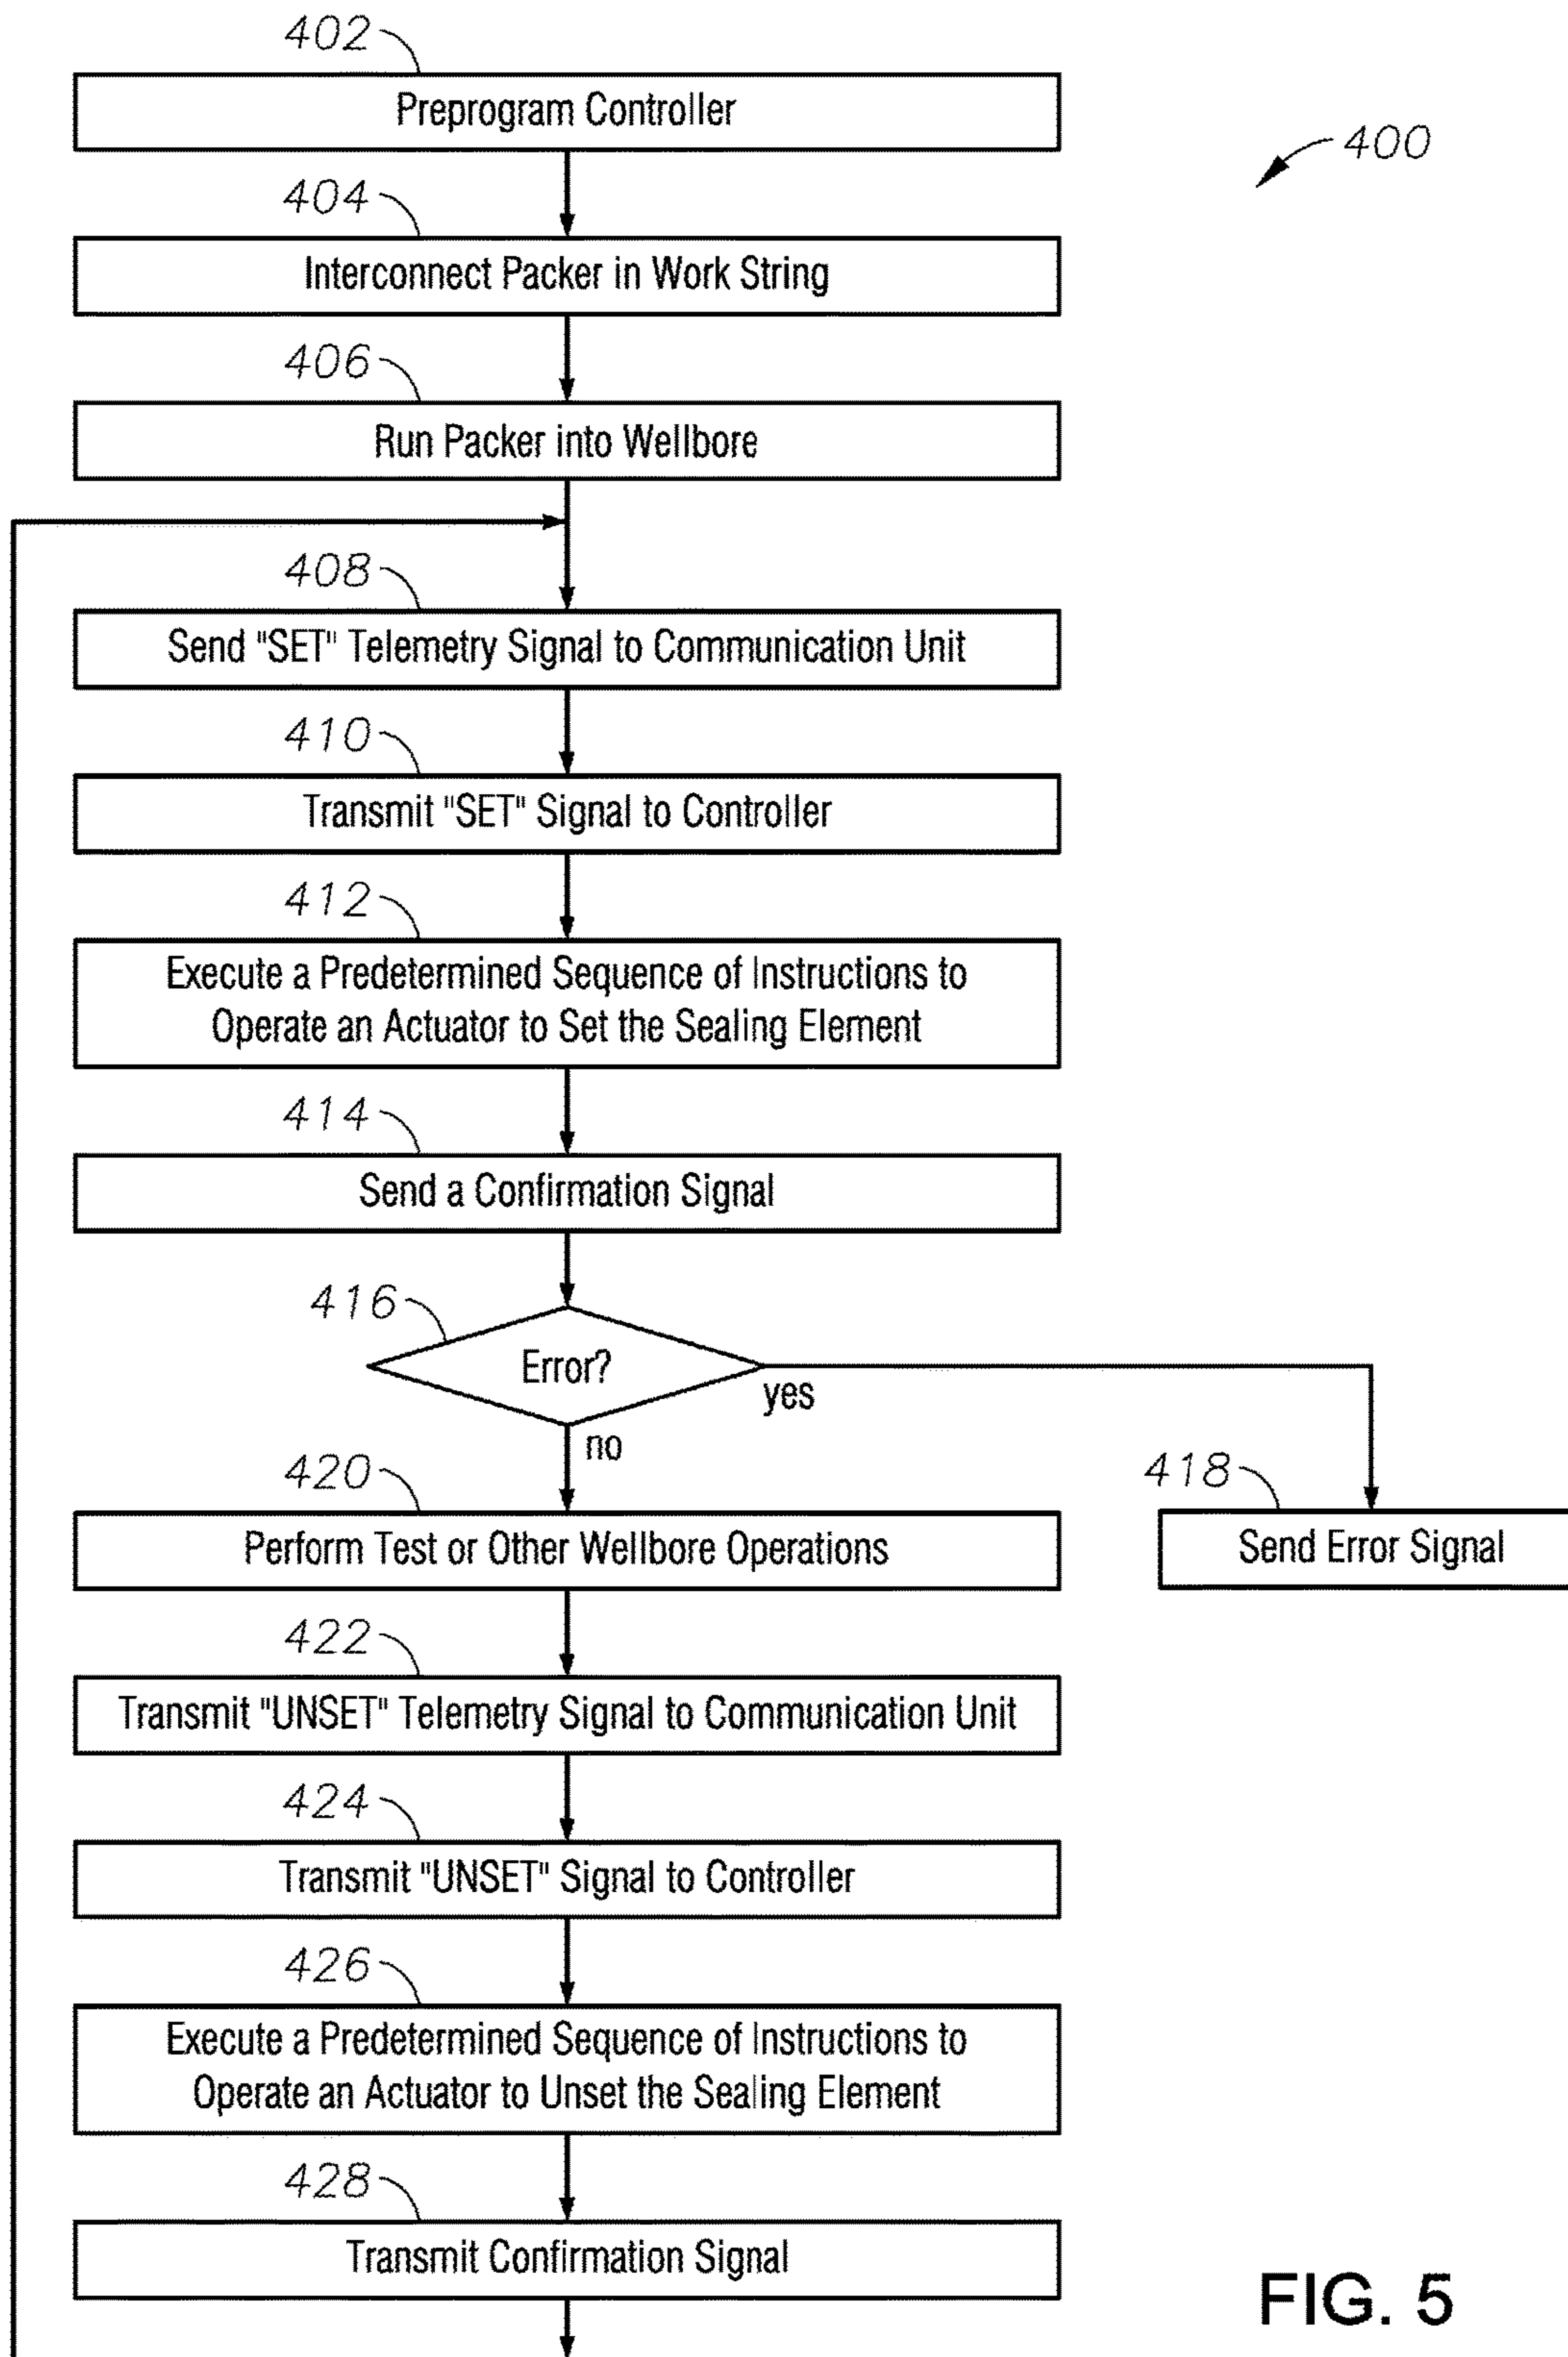 402
Preprogram Controller
400
404
Interconnect Packer in Work String
406
Run Packer into Wellbore
408
Send "SET" Telemetry Signal to Communication Unit
410
Transmit "SET" Signal to Controller
412
Execute a Predetermined Sequence of Instructions to
Operate an Actuator to Set the Sealing Element
414
Send a Confirmation Signal
416
Error?
yes
no
420
418
Perform Test or Other Wellbore Operations
Send Error Signal
422
Transmit "UNSET" Telemetry Signal to Communication Unit
424
Transmit "UNSET" Signal to Controller
426
Execute a Predetermined Sequence of Instructions to
Operate an Actuator to Unset the Sealing Element
428
Transmit Confirmation Signal
FIG. 5